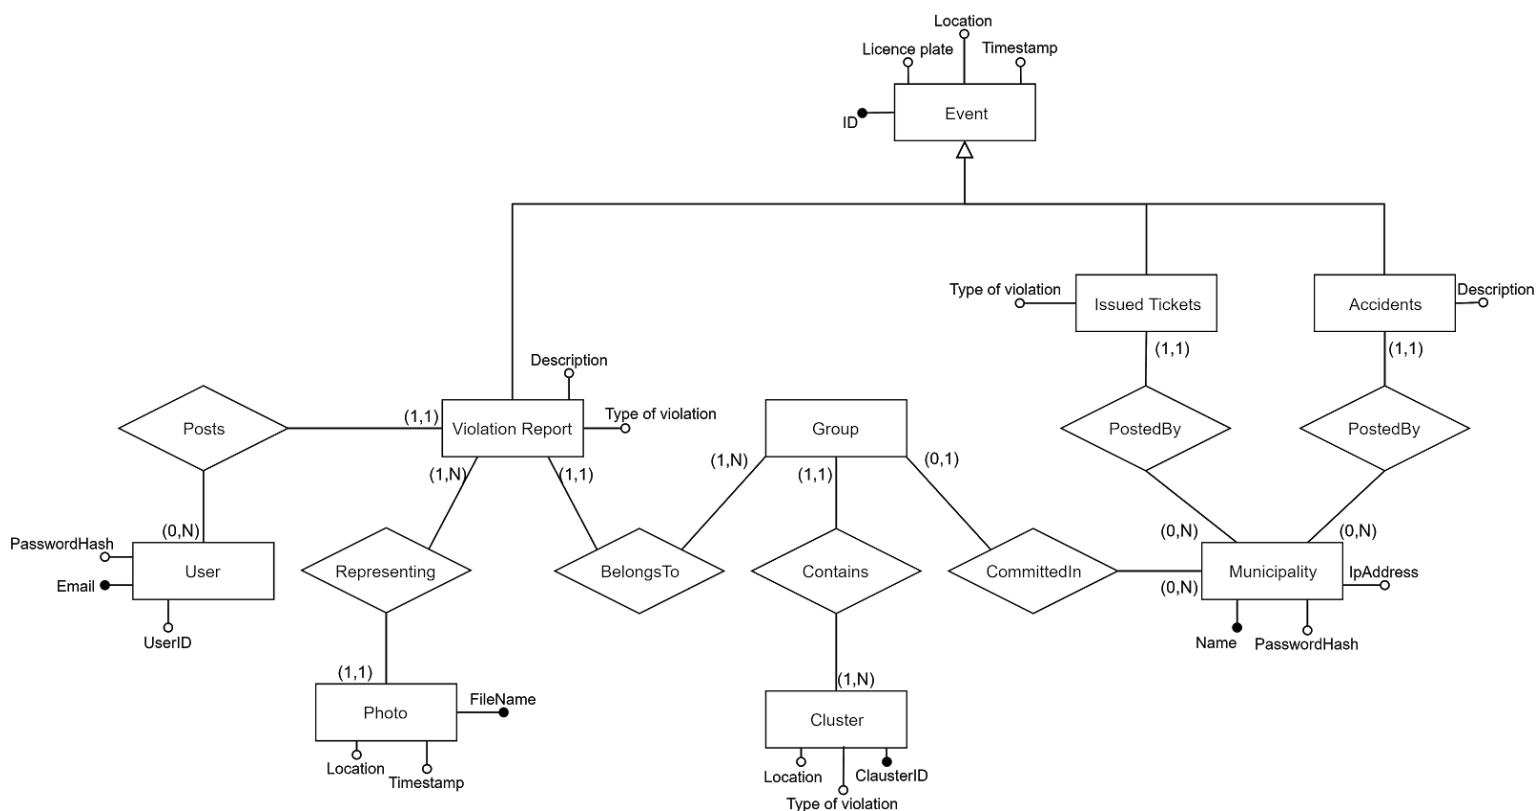 Location
Licence plate
Timestamp
Event
ID
Type of violation
Issued Tickets
Accidents
Description
(1,1)
(1,1)
Description
Posts
(1,1)
Violation Report
Type of violation
Group
PostedBy
PostedBy
(1,N)
(1,1)
(1,N)
(1,1)
(0,1)
(0,N)
(0,N)
(0,N)
PasswordHash
User
Email
UserID
Representing
BelongsTo
Contains
CommittedIn
(0,N)
Municipality
IpAddress
Name
PasswordHash
(1,1)
(1,N)
Photo
FileName
Cluster
Location
Timestamp
Location
ClausterID
Type of violation